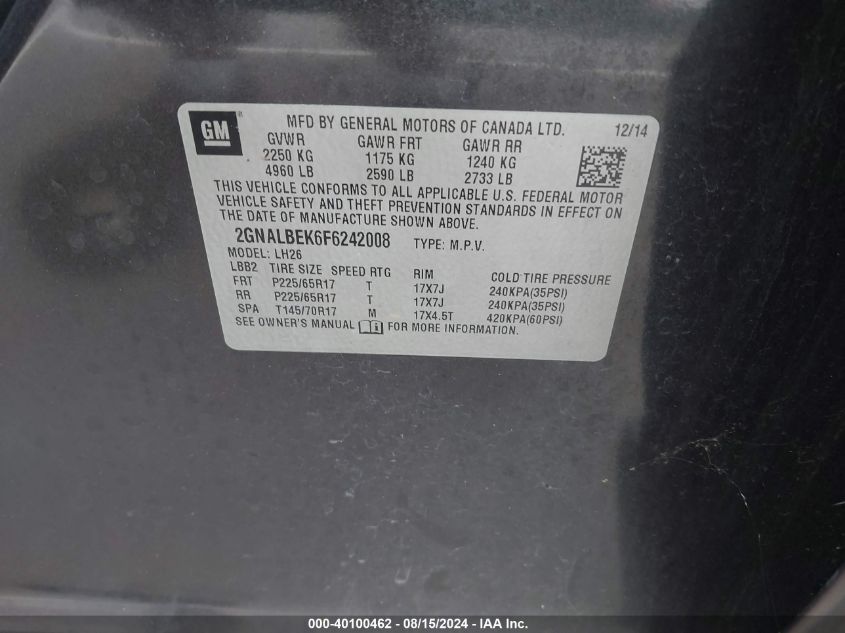 GM ®
MFD BY GENERAL MOTORS OF CANADA LTD. 12/14
GVWR GAWR FRT GAWR RR
2250 KG 1175 KG 1240 KG
4960 LB 2590 LB 2733 LB
THIS VEHICLE CONFORMS TO ALL APPLICABLE U.S. FEDERAL MOTOR
VEHICLE SAFETY AND THEFT PREVENTION STANDARDS IN EFFECT ON
THE DATE OF MANUFACTURE SHOWN ABOVE.
2GNALBEK6F6242008 TYPE: M.P.V.
MODEL: LH26
LBB2 TIRE SIZE SPEED RTG RIM COLD TIRE PRESSURE
FRT P225/65R17 T 17X7J 240KPA(35PSI)
RR P225/65R17 T 17X7J 240KPA(35PSI)
SPA T145/70R17 M 17X4.5T 420KPA(60PSI)
SEE OWNER'S MANUAL FOR MORE INFORMATION.
000-40100462 - 08/15/2024 - IAA Inc.